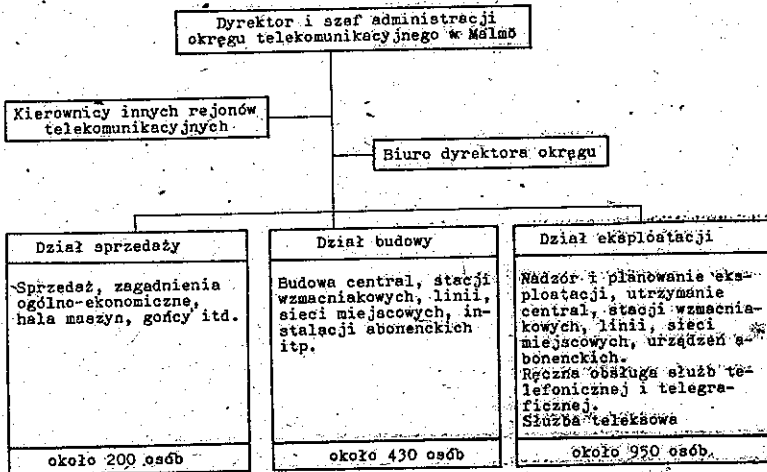 Dyrektor i szef administracji
okręgu telekomunikacyjnego w Malmö
Kierownicy innych rejonów
telekomunikacyjnych
Biuro dyrektora okręgu
Dział sprzedaży
Sprzedaż, zagadnienia
ogólno-ekonomiczne,
hala maszyn, gońcy itd.
około 200 osób
Dział budowy
Budowa central, stacji
wzmacniakowych, linii,
sieci miejscowych, in-
stalacji abonenckich
itp.
około 430 osób
Dział eksploatacji
Nadzór i planowanie eks-
ploatacji, utrzymanie
central, stacji wzmacnia-
kowych, linii, sieci
miejscowych, urządzeń a-
bonenckich.
Ręczna obsługa służb te-
lefonicznej i telegra-
ficznej.
Służba teleksowa
około 950 osób